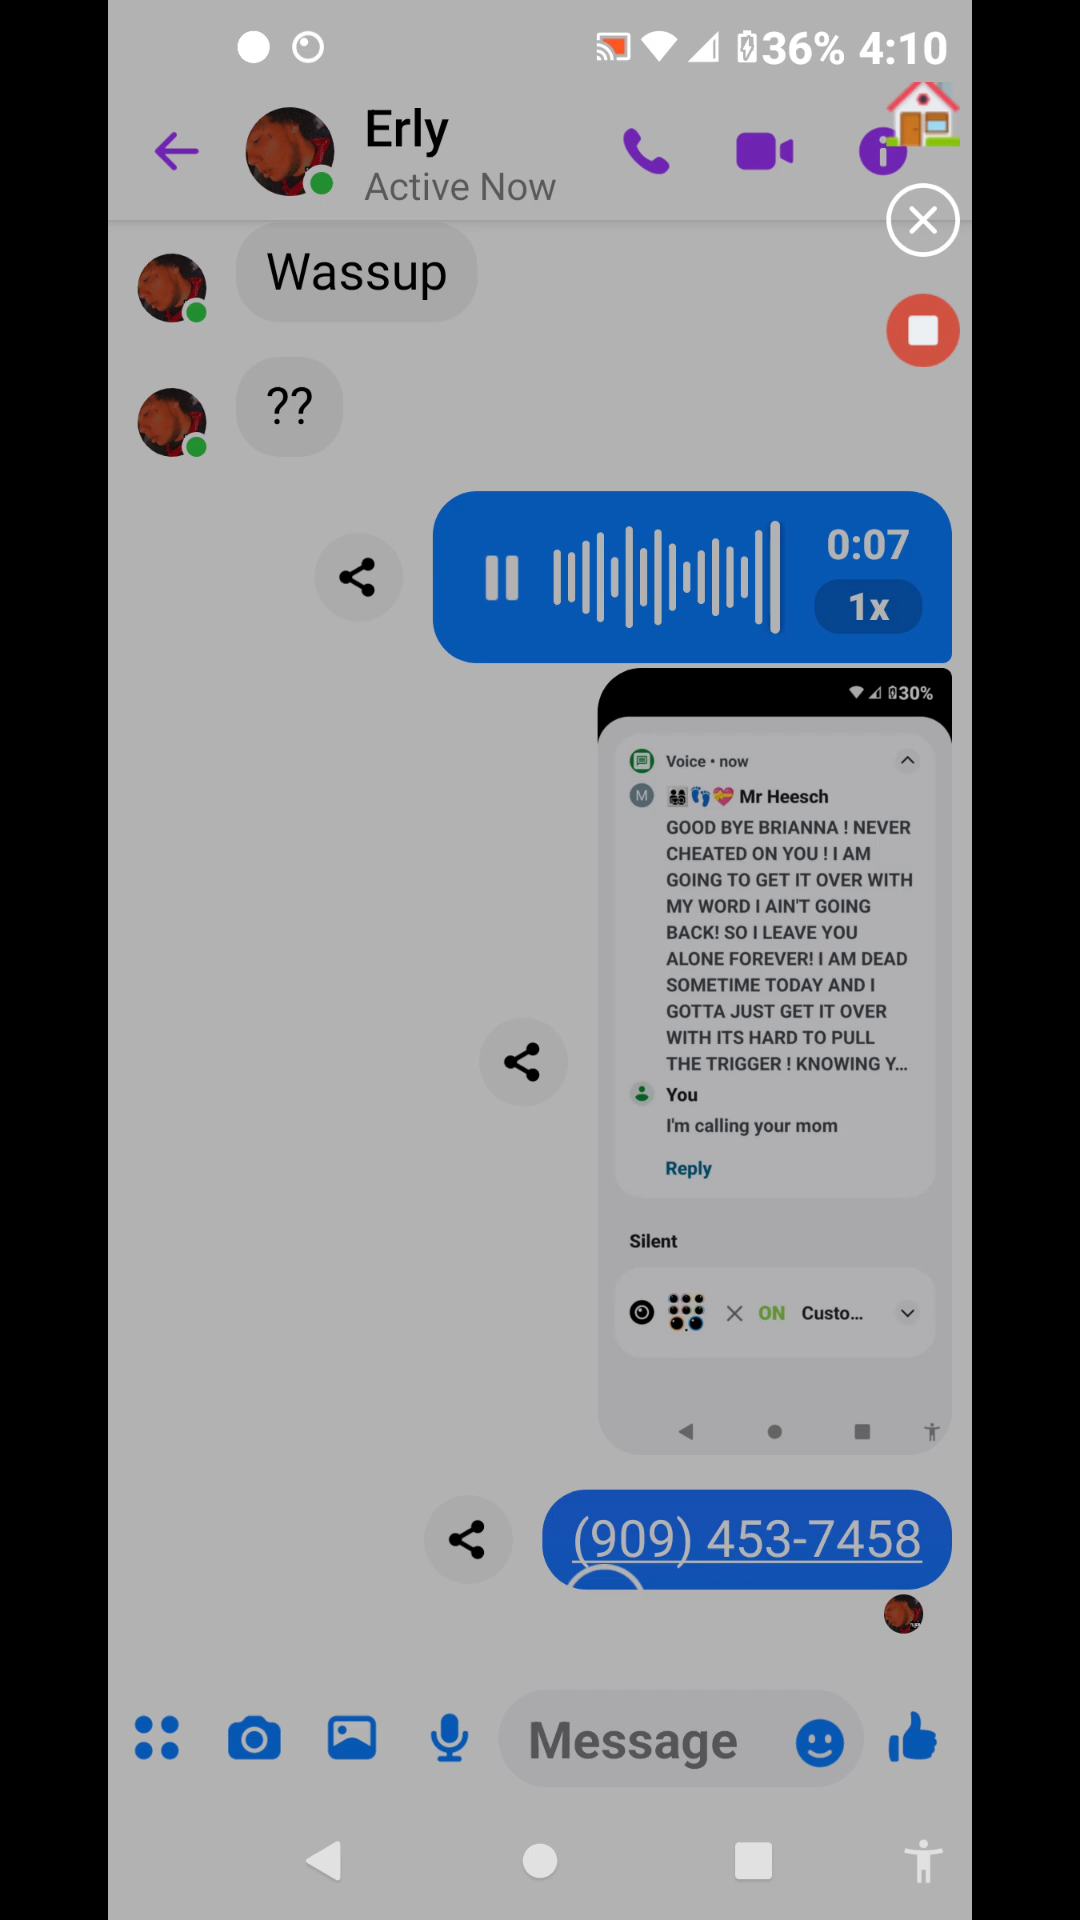 36% 4:10
Erly
Active Now
Wassup
??
0:07
1x
30%
Voice • now
M
Mr Heesch
GOOD BYE BRIANNA ! NEVER
CHEATED ON YOU ! I AM
GOING TO GET IT OVER WITH
MY WORD I AIN'T GOING
BACK! SO I LEAVE YOU
ALONE FOREVER! I AM DEAD
SOMETIME TODAY AND I
GOTTA JUST GET IT OVER
WITH ITS HARD TO PULL
THE TRIGGER ! KNOWING Y...
You
I'm calling your mom
Reply
Silent
ON Custo...
(909) 453-7458
Message